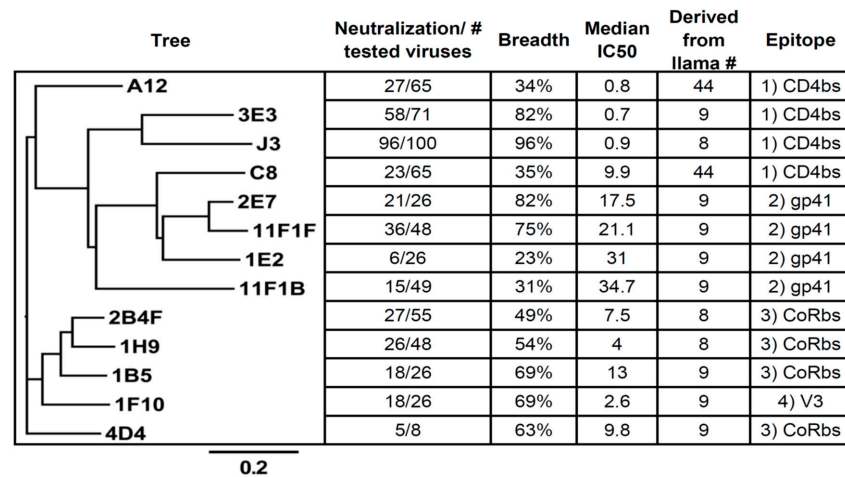 Tree Neutralization/ # tested viruses Breadth Median IC50 Derived from llama # Epitope
A12 27/65 34% 0.8 44 1) CD4bs
3E3 58/71 82% 0.7 9 1) CD4bs
J3 96/100 96% 0.9 8 1) CD4bs
C8 23/65 35% 9.9 44 1) CD4bs
2E7 21/26 82% 17.5 9 2) gp41
11F1F 36/48 75% 21.1 9 2) gp41
1E2 6/26 23% 31 9 2) gp41
11F1B 15/49 31% 34.7 9 2) gp41
2B4F 27/55 49% 7.5 8 3) CoRbs
1H9 26/48 54% 4 8 3) CoRbs
1B5 18/26 69% 13 9 3) CoRbs
1F10 18/26 69% 2.6 9 4) V3
4D4 5/8 63% 9.8 9 3) CoRbs
0.2